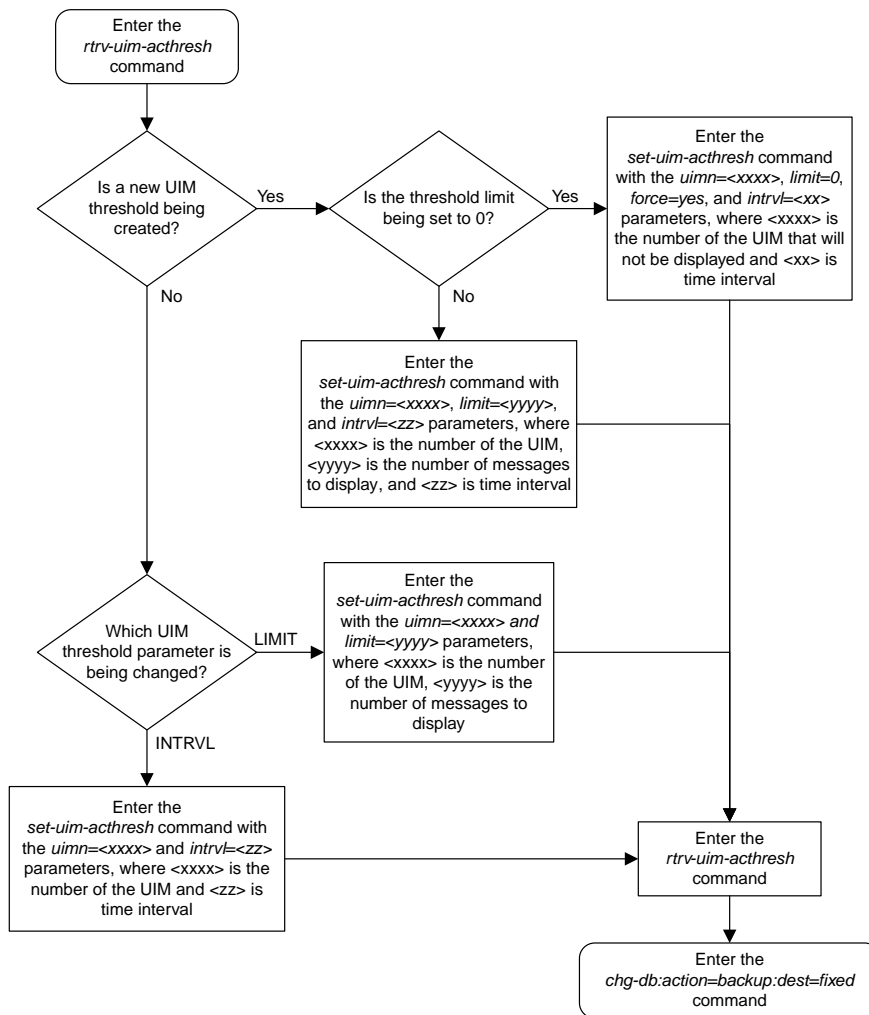 Enter the
rtrv-uim-acthresh
command
Is a new UIM
threshold being
created?
Yes
Is the threshold limit
being set to 0?
Yes
Enter the
set-uim-acthresh command
with the uimn=<xxxx>, limit=0,
force=yes, and intrvl=<xx>
parameters, where <xxxx> is
the number of the UIM that will
not be displayed and <xx> is
time interval
No
No
Enter the
set-uim-acthresh command with
the uimn=<xxxx>, limit=<yyyy>,
and intrvl=<zz> parameters, where
<xxxx> is the number of the UIM,
<yyyy> is the number of messages
to display, and <zz> is time interval
Which UIM
threshold parameter is
being changed?
LIMIT
Enter the
set-uim-acthresh command
with the uimn=<xxxx> and
limit=<yyyy> parameters,
where <xxxx> is the number
of the UIM, <yyyy> is the
number of messages to
display
INTRVL
Enter the
set-uim-acthresh command with
the uimn=<xxxx> and intrvl=<zz>
parameters, where <xxxx> is the
number of the UIM and <zz> is
time interval
Enter the
rtrv-uim-acthresh
command
Enter the
chg-db:action=backup:dest=fixed
command